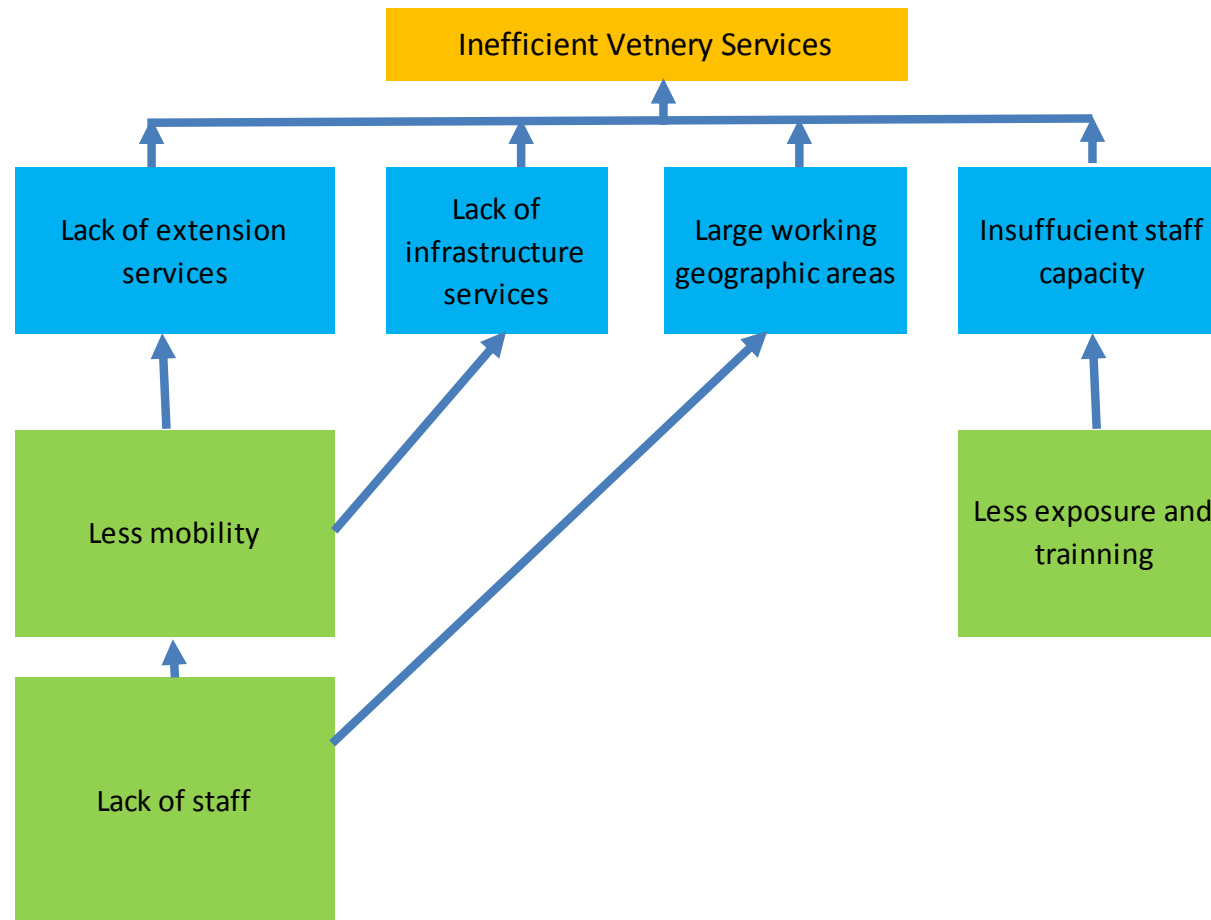 Inefficient Vetnery Services
Lack of extension
services
Lack of
infrastructure
services
Large working
geographic areas
Insuffucient staff
capacity
Less mobility
Less exposure and
trainning
Lack of staff